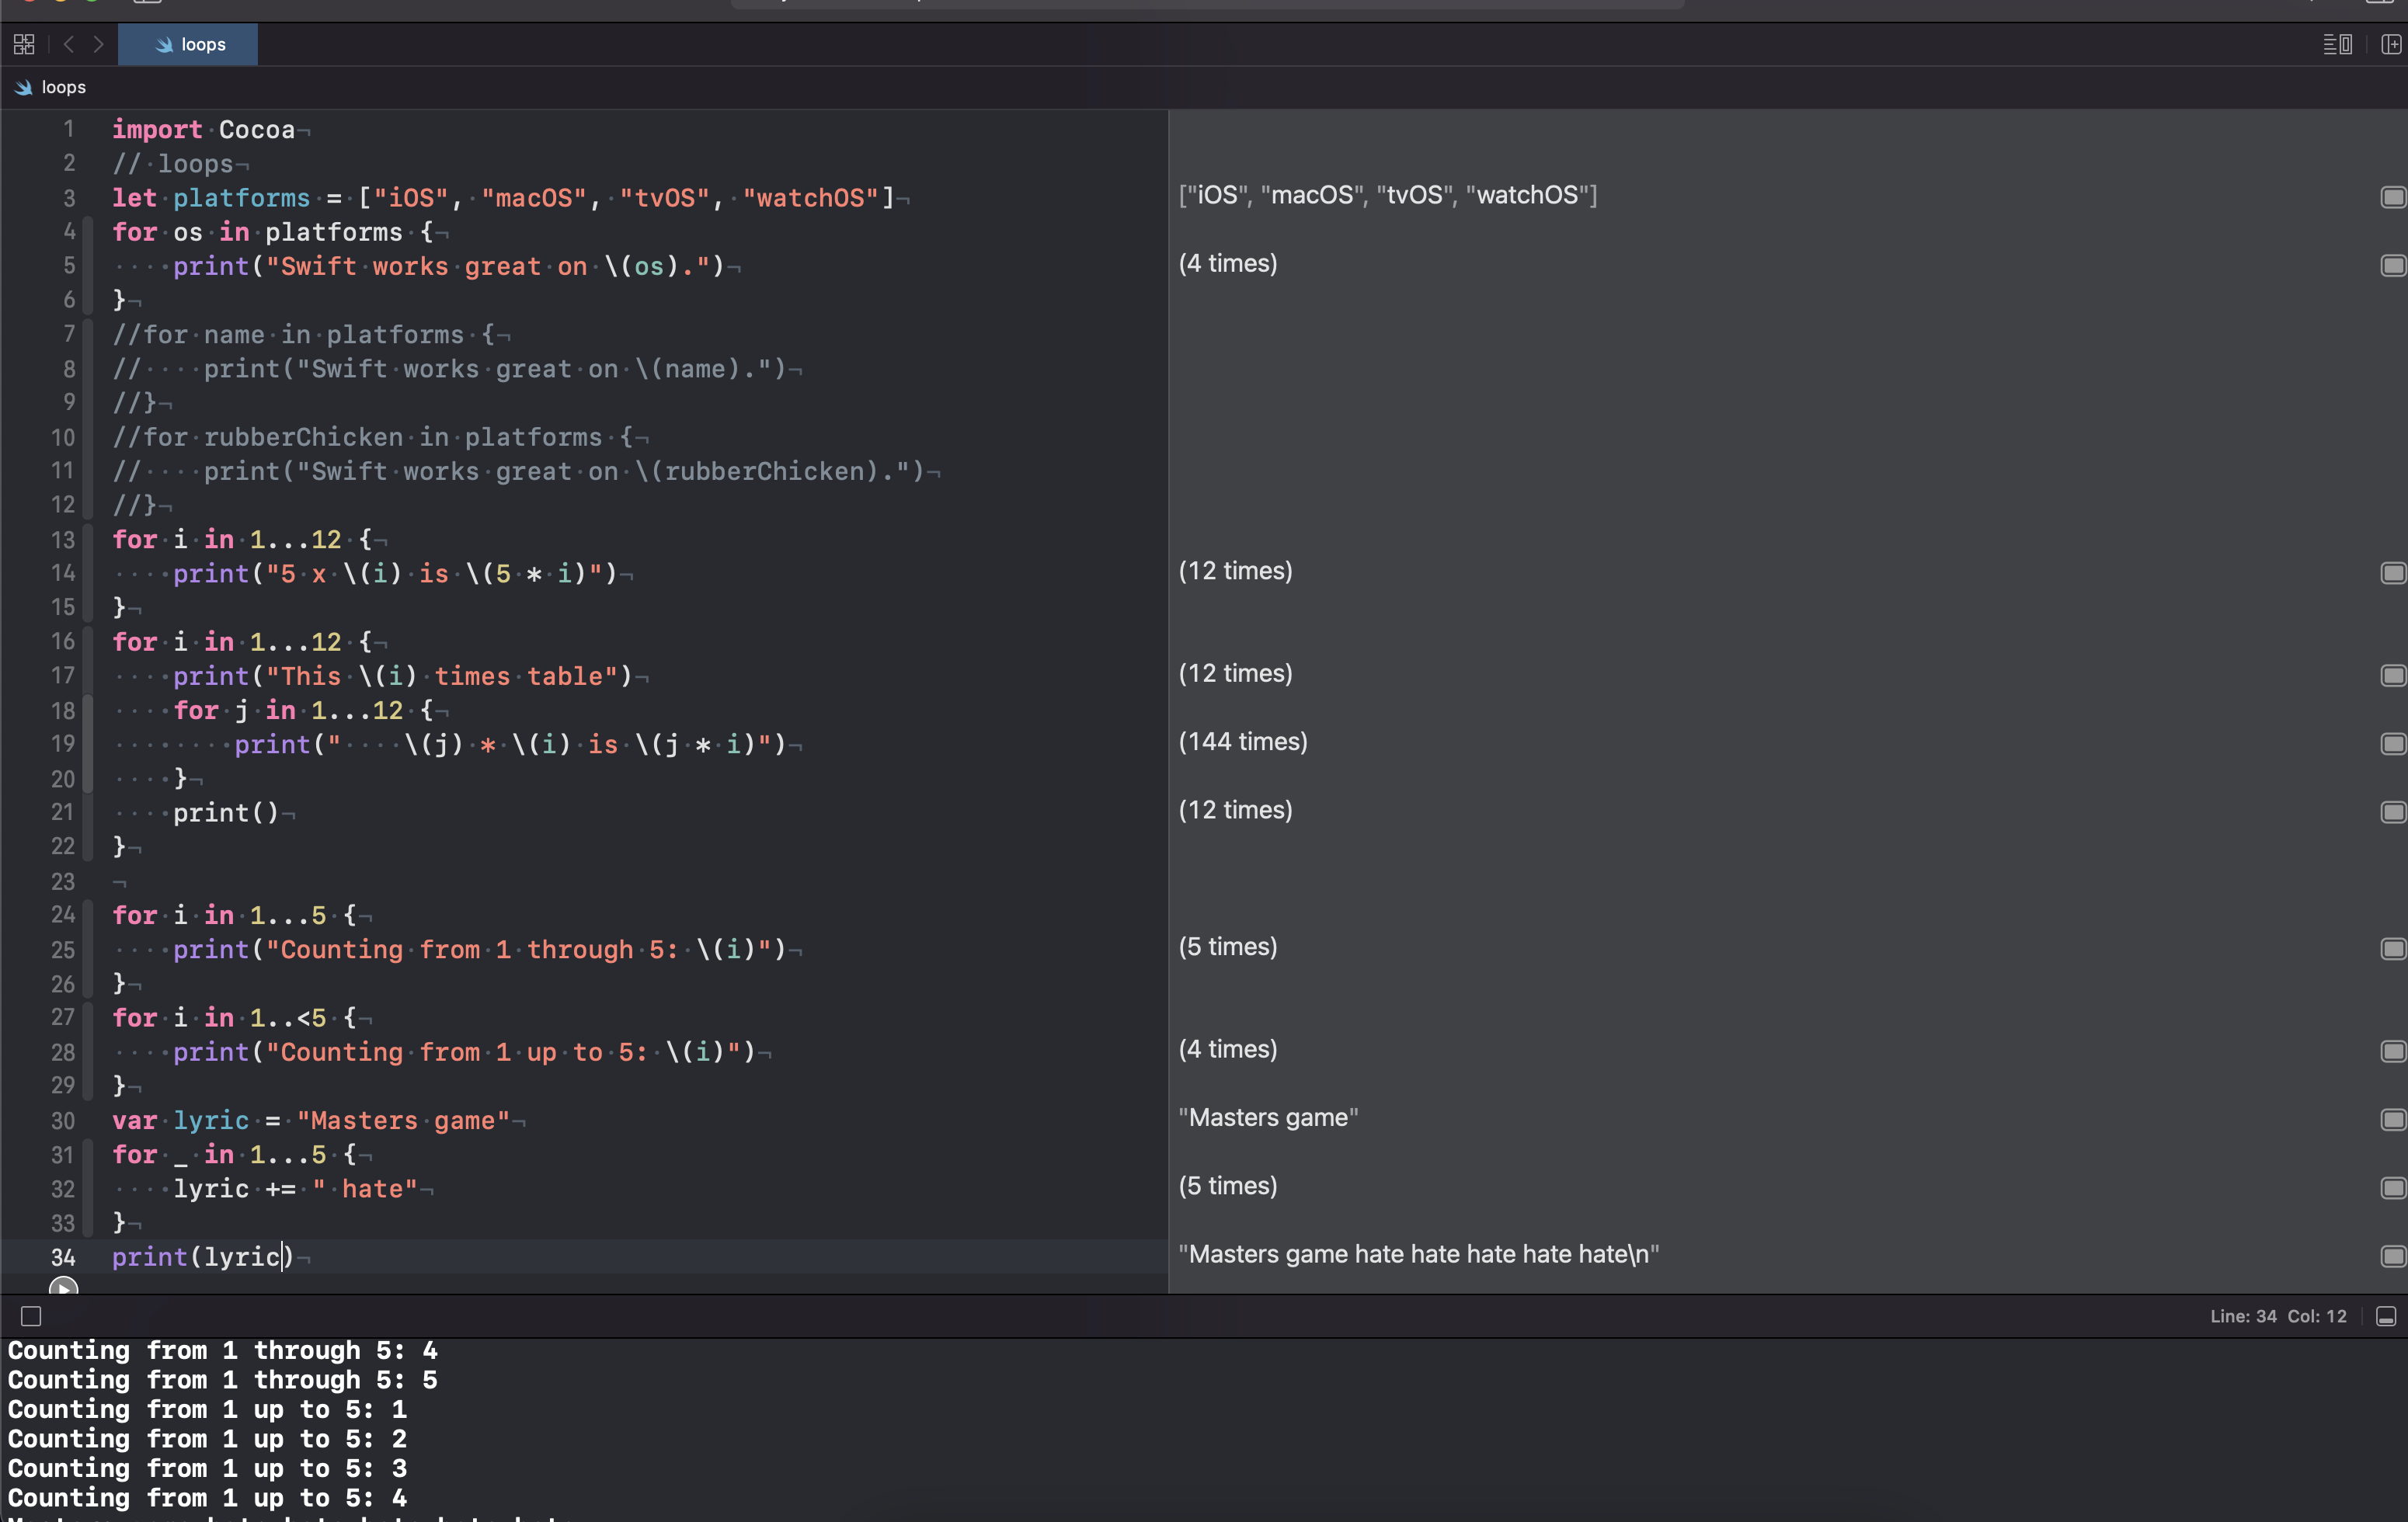 loops
loops
1 import Cocoa
2 // loops
3 let platforms = ["iOS", "macOS", "tvOS", "watchOS"] ["iOS", "macOS", "tvOS", "watchOS"]
4 for os in platforms {
5     print("Swift works great on \(os).") (4 times)
6 }
7 //for name in platforms {
8 //    print("Swift works great on \(name).")
9 //}
10 //for rubberChicken in platforms {
11 //    print("Swift works great on \(rubberChicken).")
12 //}
13 for i in 1...12 {
14     print("5 x \(i) is \(5 * i)") (12 times)
15 }
16 for i in 1...12 {
17     print("This \(i) times table") (12 times)
18     for j in 1...12 {
19         print("    \(j) * \(i) is \(j * i)") (144 times)
20     }
21     print() (12 times)
22 }
23
24 for i in 1...5 {
25     print("Counting from 1 through 5: \(i)") (5 times)
26 }
27 for i in 1..<5 {
28     print("Counting from 1 up to 5: \(i)") (4 times)
29 }
30 var lyric = "Masters game" "Masters game"
31 for _ in 1...5 {
32     lyric += " hate" (5 times)
33 }
34 print(lyric) "Masters game hate hate hate hate hate\n"
Line: 34 Col: 12
Counting from 1 through 5: 4
Counting from 1 through 5: 5
Counting from 1 up to 5: 1
Counting from 1 up to 5: 2
Counting from 1 up to 5: 3
Counting from 1 up to 5: 4